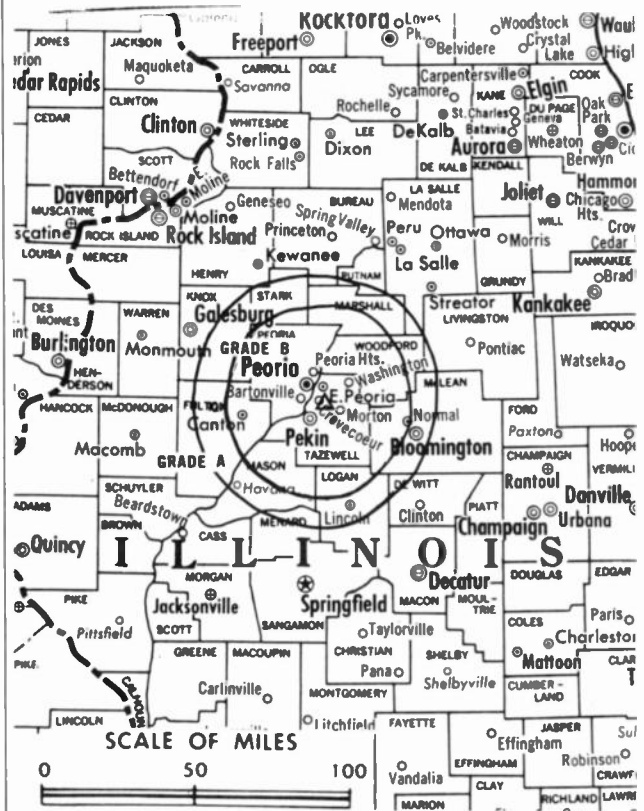 Rockford Loves Pk.
Woodstock
Freeport
Belvidere
Crystal Lake
JONES
JACKSON
Maquoketa
CARROLL
OGLE
Carpentersville
COOK
dar Rapids
Savanna
Sycamore
KANE
Elgin
CLINTON
Rochelle
St. Charles
DU PAGE
Oak Park
CEDAR
Clinton
WHITESIDE
LEE
DeKalb
Geneva
Batavia
Wheaton
Sterling
Dixon
Aurora
Berwyn
SCOTT
Rock Falls
DE KALB
KENDALL
Bettendorf
E. Moline
LA SALLE
Joliet
Chicago Hts.
Davenport
Geneseo
BUREAU
Mendota
WILL
MUSCATINE
Moline
Princeton
Spring Valley
Peru
Ottawa
Morris
scatine
ROCK ISLAND
Rock Island
LOUISA
MERCER
Kewanee
La Salle
KANKAKEE
HENRY
PUTNAM
GRUNDY
KNOX
STARK
MARSHALL
Streator
Kankakee
DES MOINES
WARREN
Galesburg
LIVINGSTON
PEORIA
Burlington
Monmouth
GRADE B
WOODFORD
Pontiac
Peoria
Peoria Hts.
Washington
Watseka
HENDERSON
Bartonville
E. Peoria
McLEAN
HANCOCK
McDONOUGH
FULTON
Canton
Morton
Normal
FORD
Creve coeur
Macomb
Pekin
Bloomington
Paxton
GRADE A
TAZEWELL
CHAMPAIGN
MASON
LOGAN
DE WITT
Rantoul
SCHUYLER
Havana
PIATT
Danville
ADAMS
Beardstown
Lincoln
Clinton
BROWN
CASS
MENARD
Champaign
Urbana
Quincy
ILLINOIS
MORGAN
Decatur
DOUGLAS
EDGAR
PIKE
Jacksonville
Springfield
MACON
MOUL-
TRIE
Pittsfield
SCOTT
SANGAMON
Taylorville
COLES
Paris
Charleston
GREENE
MACOUPIN
CHRISTIAN
SHELBY
Mattoon
PIKE
CALHOUN
Pana
Shelbyville
CUMBER-
LAND
Carlinville
MONTGOMERY
LINCOLN
Litchfield
FAYETTE
JASPER
SCALE OF MILES
Effingham
Robinson
EFFINGHAM
0 50 100
Vandalia
CLAY
MARION
RICHLAND